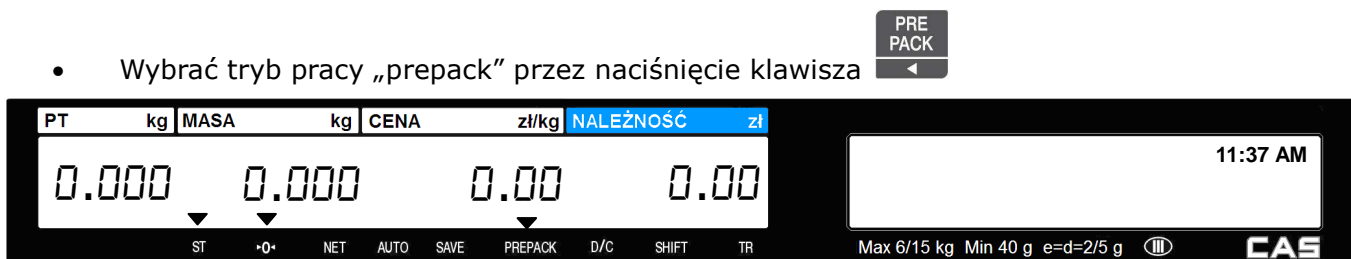 PRE
PACK
• Wybrać tryb pracy „prepack” przez naciśnięcie klawisza
PT kg MASA kg CENA zł/kg NALEŻNOŚĆ zł
11:37 AM
0.000 0.000 0.00 0.00
ST ▸0◂ NET AUTO SAVE PREPACK D/C SHIFT TR
Max 6/15 kg Min 40 g e=d=2/5 g III CAS